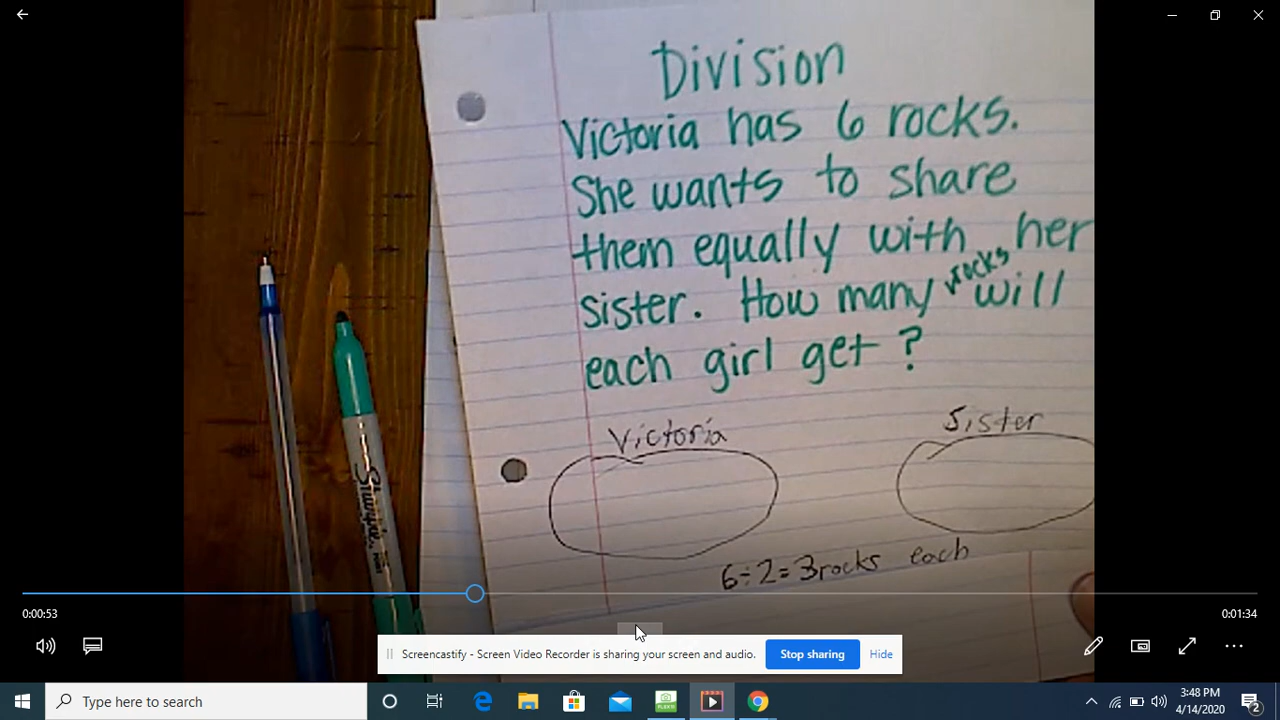 Division
Victoria has 6 rocks.
She wants to share
them equally with her
sister. How many rocks will
each girl get?
Victoria Sister
6÷2=3rocks each
Sharpie
0:00:53 0:01:34
Screencastify - Screen Video Recorder is sharing your screen and audio. Stop sharing Hide
Type here to search
3:48 PM
4/14/2020
2